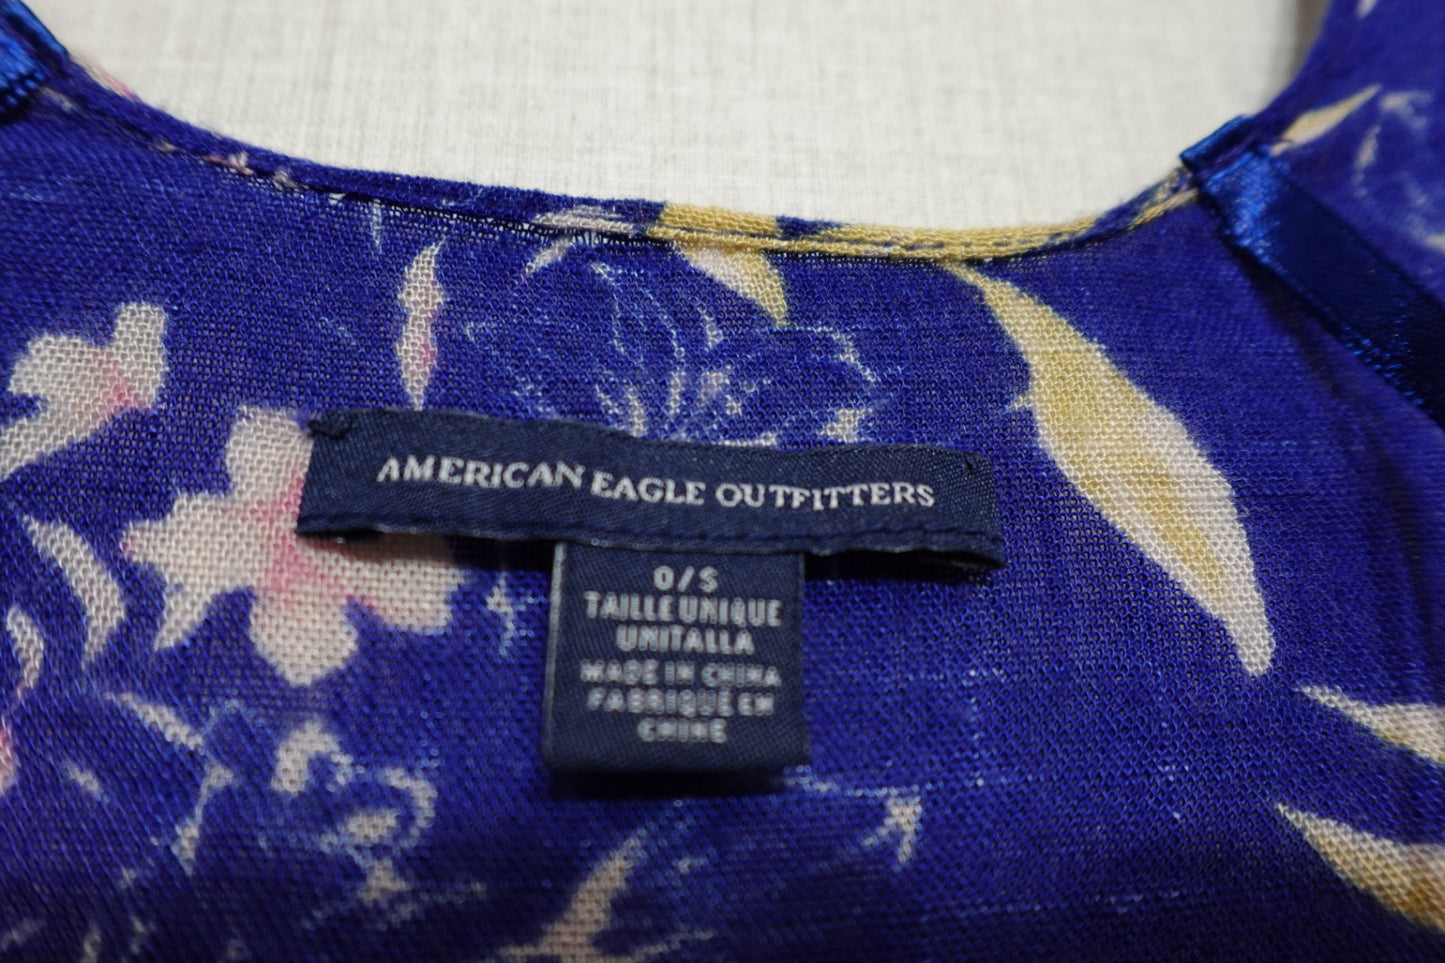 AMERICAN EAGLE OUTFITTERS
O/S
TAILLE UNIQUE
UNITALLA
MADE IN CHINA
FABRIQUÉ EN
CHINE